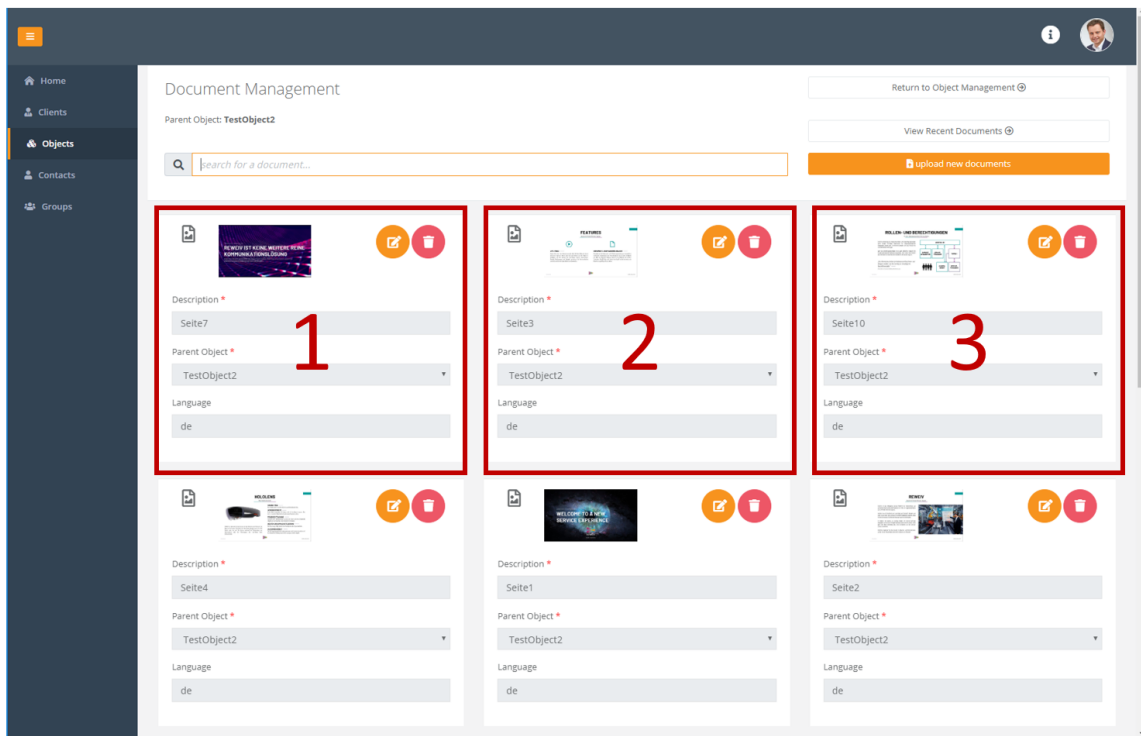 Home
Clients
Objects
Contacts
Groups
Document Management
Return to Object Management
Parent Object: TestObject2
View Recent Documents
search for a document...
upload new documents
REWEIV IST KEINE WEITERE REINE
KOMMUNIKATIONSLÖSUNG
Description *
Seite7
Parent Object *
TestObject2
Language
de
1
FEATURES
Description *
Seite3
Parent Object *
TestObject2
Language
de
2
ROLLEN- UND BERECHTIGUNGEN
Description *
Seite10
Parent Object *
TestObject2
Language
de
3
HOLOLENS
Description *
Seite4
Parent Object *
TestObject2
Language
de
WELCOME TO A NEW
SERVICE EXPERIENCE
Description *
Seite1
Parent Object *
TestObject2
Language
de
REWEIV
Description *
Seite2
Parent Object *
TestObject2
Language
de